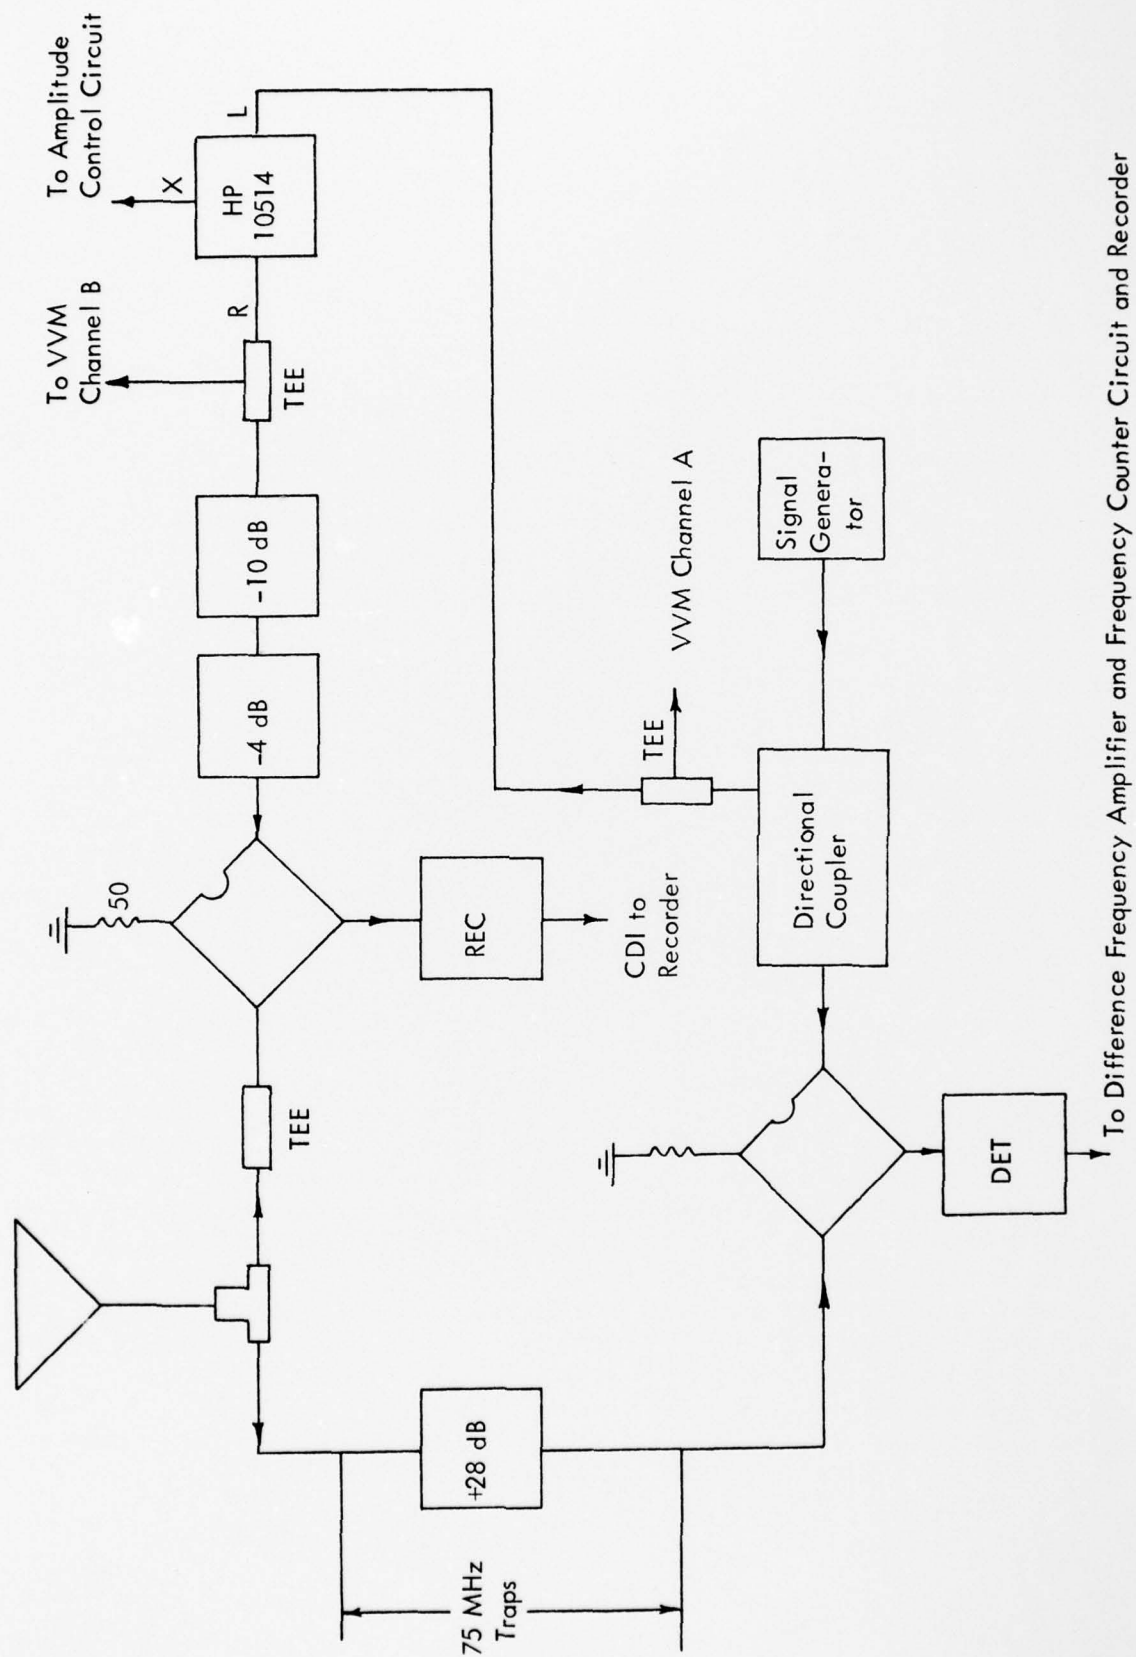 To Amplitude
Control Circuit
To VVM
Channel B
X
L
HP
10514
R
TEE
-10 dB
-4 dB
50
TEE
REC
CDI to
Recorder
VVM Channel A
TEE
Signal
Genera-
tor
Directional
Coupler
+28 dB
75 MHz
Traps
DET
To Difference Frequency Amplifier and Frequency Counter Circuit and Recorder